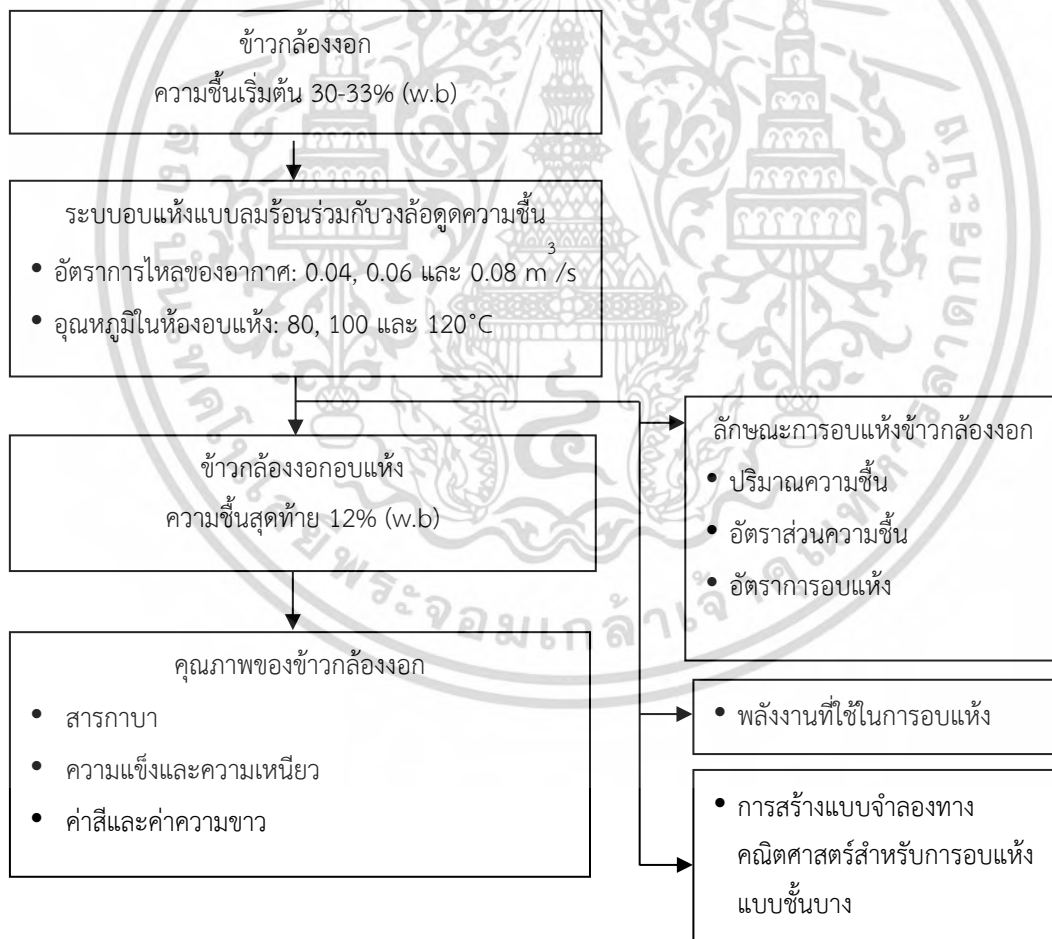 ข้าวกล้องงอก
ความชื้นเริ่มต้น 30-33% (w.b)
ระบบอบแห้งแบบลมร้อนร่วมกับวงล้อดูดความชื้น
• อัตราการไหลของอากาศ: 0.04, 0.06 และ 0.08 m³/s
• อุณหภูมิในห้องอบแห้ง: 80, 100 และ 120°C
ข้าวกล้องงอกอบแห้ง
ความชื้นสุดท้าย 12% (w.b)
คุณภาพของข้าวกล้องงอก
• สารกาบา
• ความแข็งและความเหนียว
• ค่าสีและค่าความขาว
ลักษณะการอบแห้งข้าวกล้องงอก
• ปริมาณความชื้น
• อัตราส่วนความชื้น
• อัตราการอบแห้ง
• พลังงานที่ใช้ในการอบแห้ง
• การสร้างแบบจำลองทาง
คณิตศาสตร์สำหรับการอบแห้ง
แบบชั้นบาง